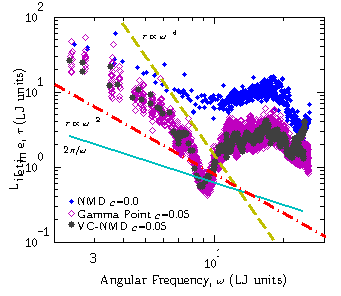 10²
10¹
10⁰
10⁻¹
Lifetime, τ (LJ units)
τ ∝ ω⁻⁴
τ ∝ ω⁻²
2π/ω
NMD c=0.0
Gamma Point c=0.05
VC-NMD c=0.05
3
10¹
Angular Frequency, ω (LJ units)